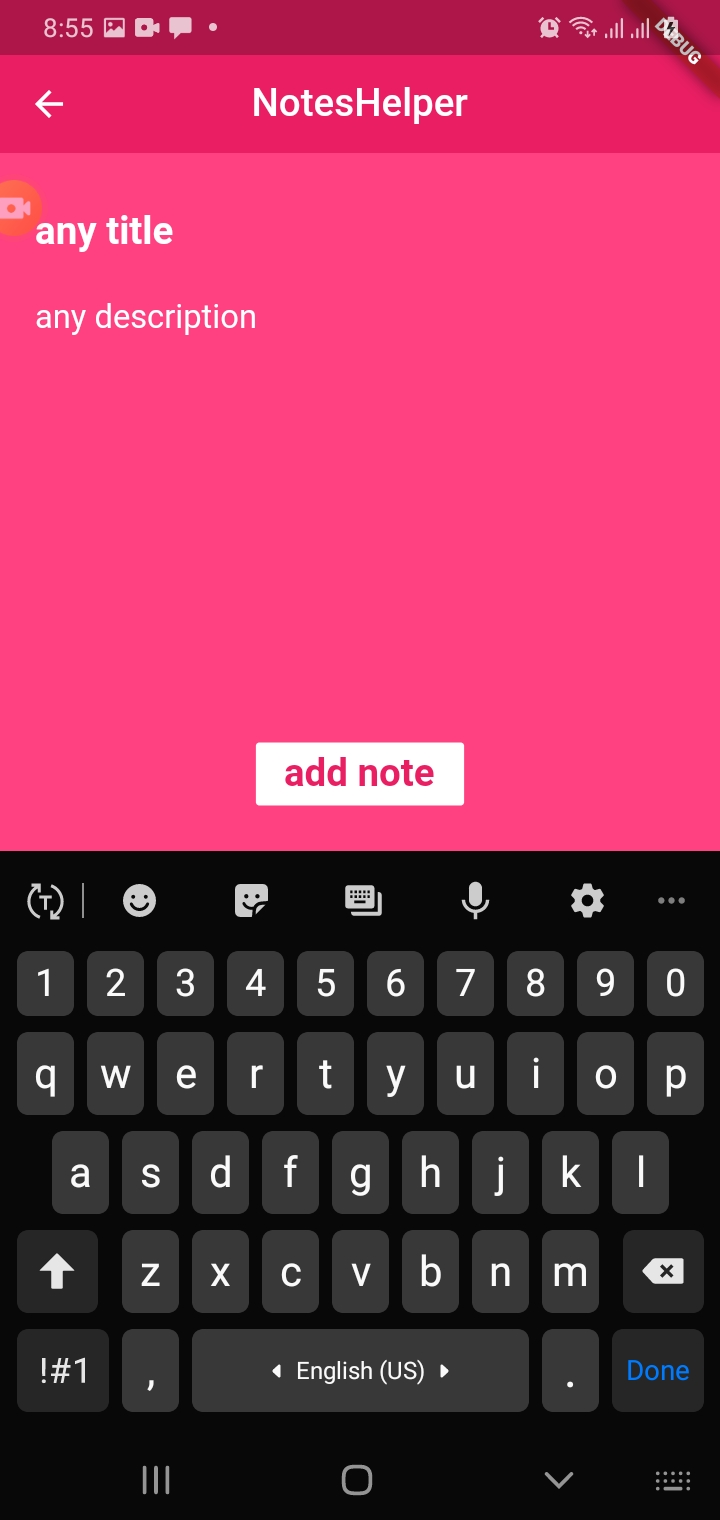 8:55
DEBUG
NotesHelper
any title
any description
add note
T
1 2 3 4 5 6 7 8 9 0
q w e r t y u i o p
a s d f g h j k l
z x c v b n m
!#1 , English (US) . Done